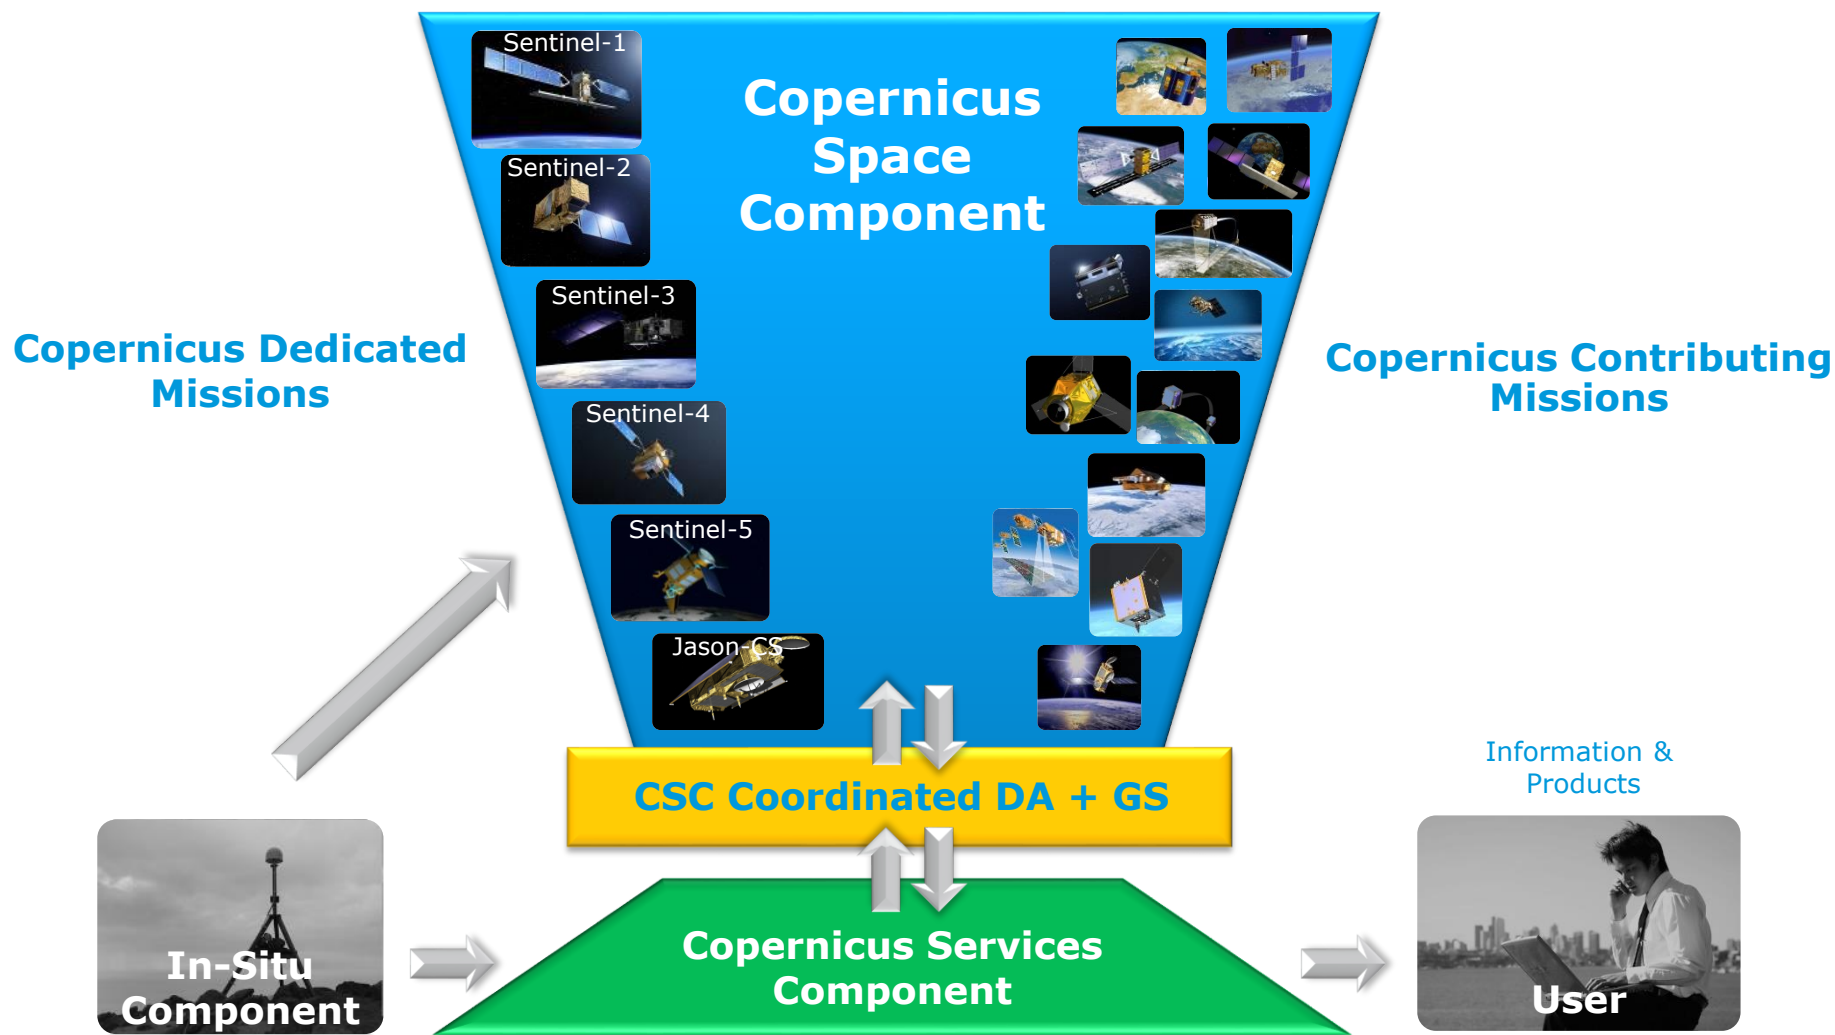 Sentinel-1
Copernicus
Space
Component
Sentinel-2
Sentinel-3
Copernicus Dedicated
Missions
Copernicus Contributing
Missions
Sentinel-4
Sentinel-5
Jason-CS
CSC Coordinated DA + GS
Information &
Products
In-Situ
Component
Copernicus Services
Component
User